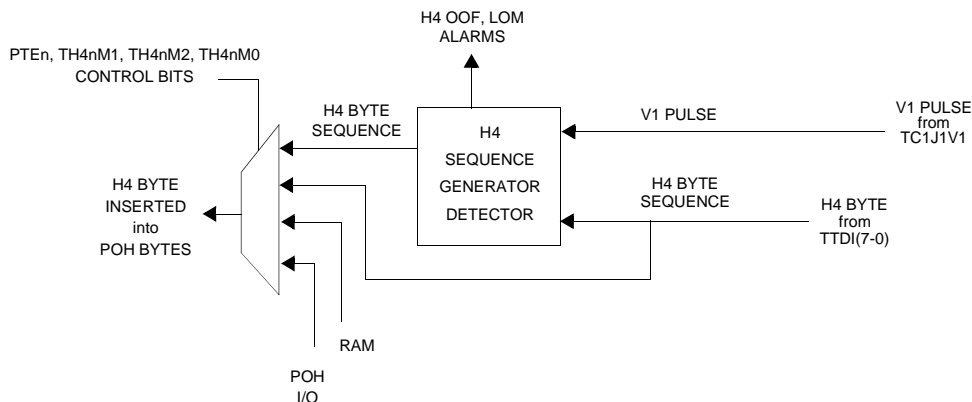 H4 OOF, LOM
ALARMS
PTEn, TH4nM1, TH4nM2, TH4nM0
CONTROL BITS
H4 BYTE
SEQUENCE
H4
SEQUENCE
GENERATOR
DETECTOR
V1 PULSE
V1 PULSE
from
TC1J1V1
H4 BYTE
SEQUENCE
H4 BYTE
from
TTDI(7-0)
H4 BYTE
INSERTED
into
POH BYTES
RAM
POH
I/O